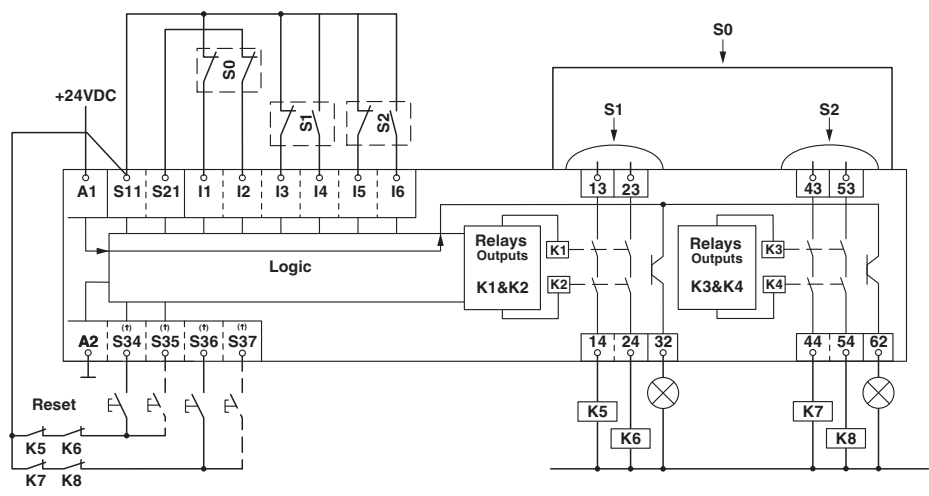 S0
+24VDC
S0
S1
S2
S1
S2
A1 S11 S21 I1 I2 I3 I4 I5 I6
13 23
43 53
Logic
Relays
Outputs
K1&K2
K1
K2
Relays
Outputs
K3&K4
K3
K4
(↑) (↑) (↑) (↑)
A2 S34 S35 S36 S37
14 24 32
44 54 62
Reset
K5 K6
K7 K8
K5
K6
K7
K8